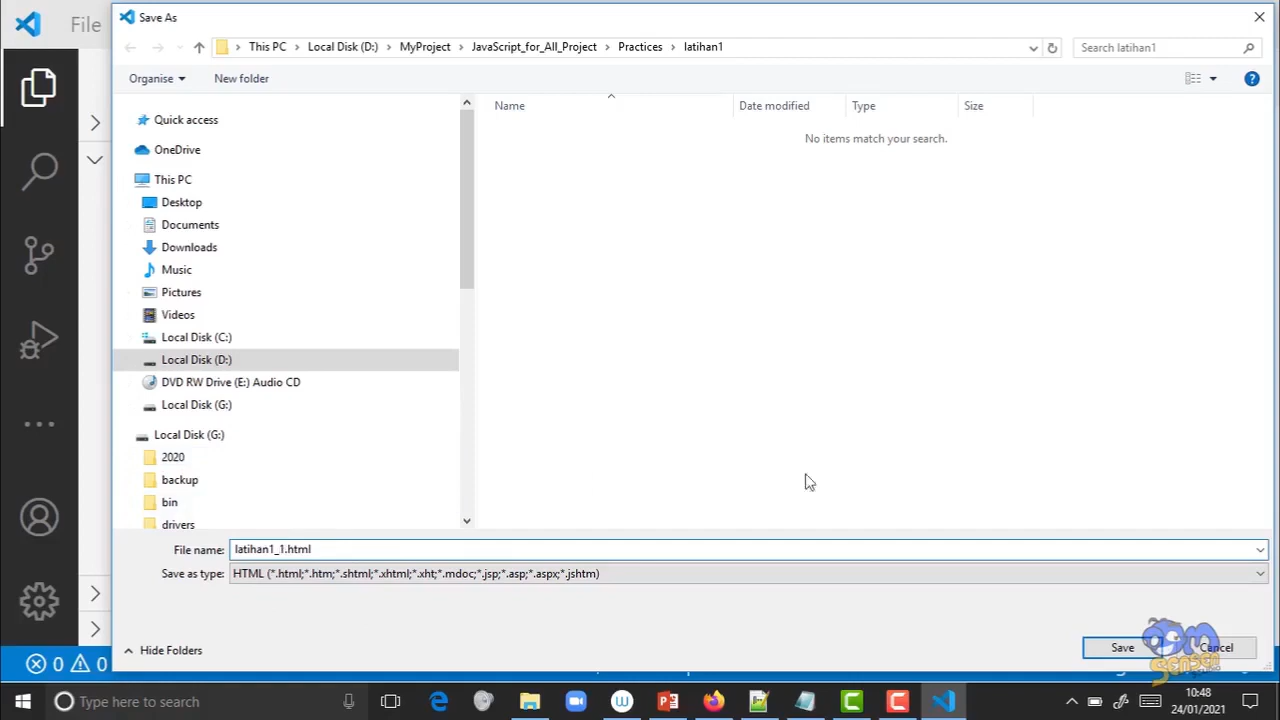 File
Save As
This PC
Local Disk (D:)
MyProject
JavaScript_for_All_Project
Practices
latihan1
Search latihan1
Organise
New folder
Name
Date modified
Type
Size
No items match your search.
Quick access
OneDrive
This PC
Desktop
Documents
Downloads
Music
Pictures
Videos
Local Disk (C:)
Local Disk (D:)
DVD RW Drive (E:) Audio CD
Local Disk (G:)
Local Disk (G:)
2020
backup
bin
drivers
File name: latihan1_1.html
Save as type: HTML (*.html;*.htm;*.shtml;*.xhtml;*.xht;*.mdoc;*.jsp;*.asp;*.aspx;*.jshtm)
Hide Folders
Save
Cancel
0 0
Type here to search
10:48
24/01/2021